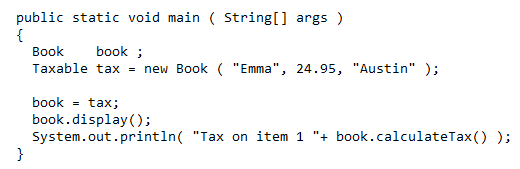 public static void main ( String[] args )
{
  Book    book ;
  Taxable tax = new Book ( "Emma", 24.95, "Austin" );

  book = tax;
  book.display();
  System.out.println( "Tax on item 1 "+ book.calculateTax() );
}